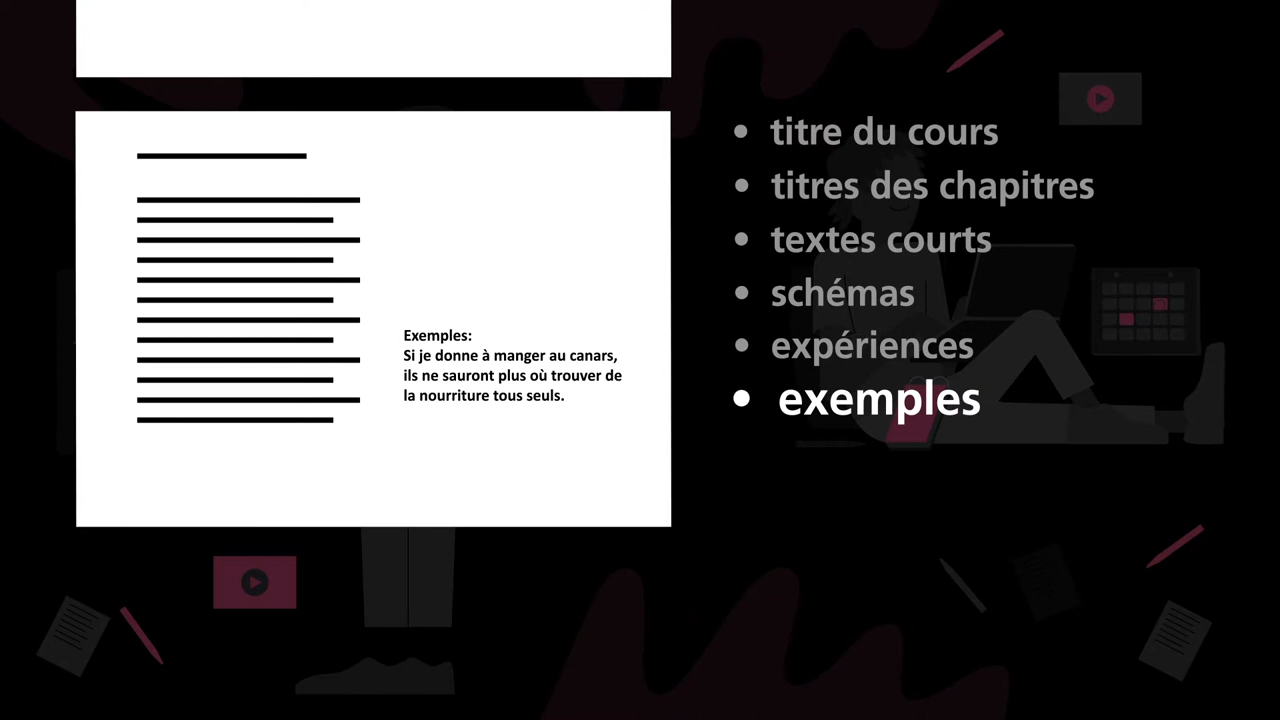 Exemples:
Si je donne à manger au canars,
ils ne sauront plus où trouver de
la nourriture tous seuls.
• titre du cours
• titres des chapitres
• textes courts
• schémas
• expériences
• exemples